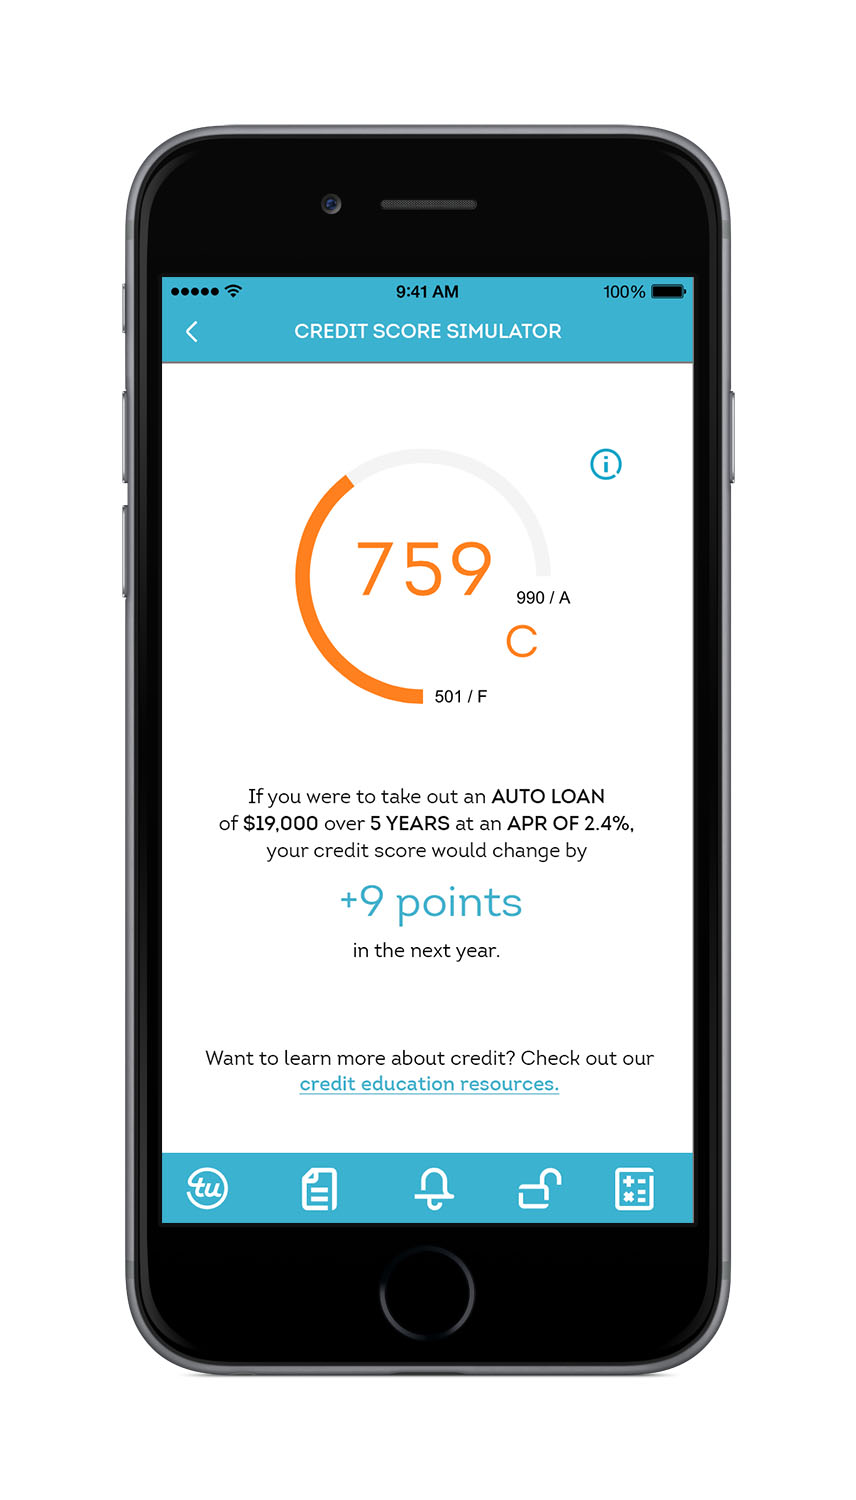 9:41 AM
100%
CREDIT SCORE SIMULATOR
759
990 / A
C
501 / F
If you were to take out an AUTO LOAN
of $19,000 over 5 YEARS at an APR OF 2.4%,
your credit score would change by
+9 points
in the next year.
Want to learn more about credit? Check out our
credit education resources.
tu